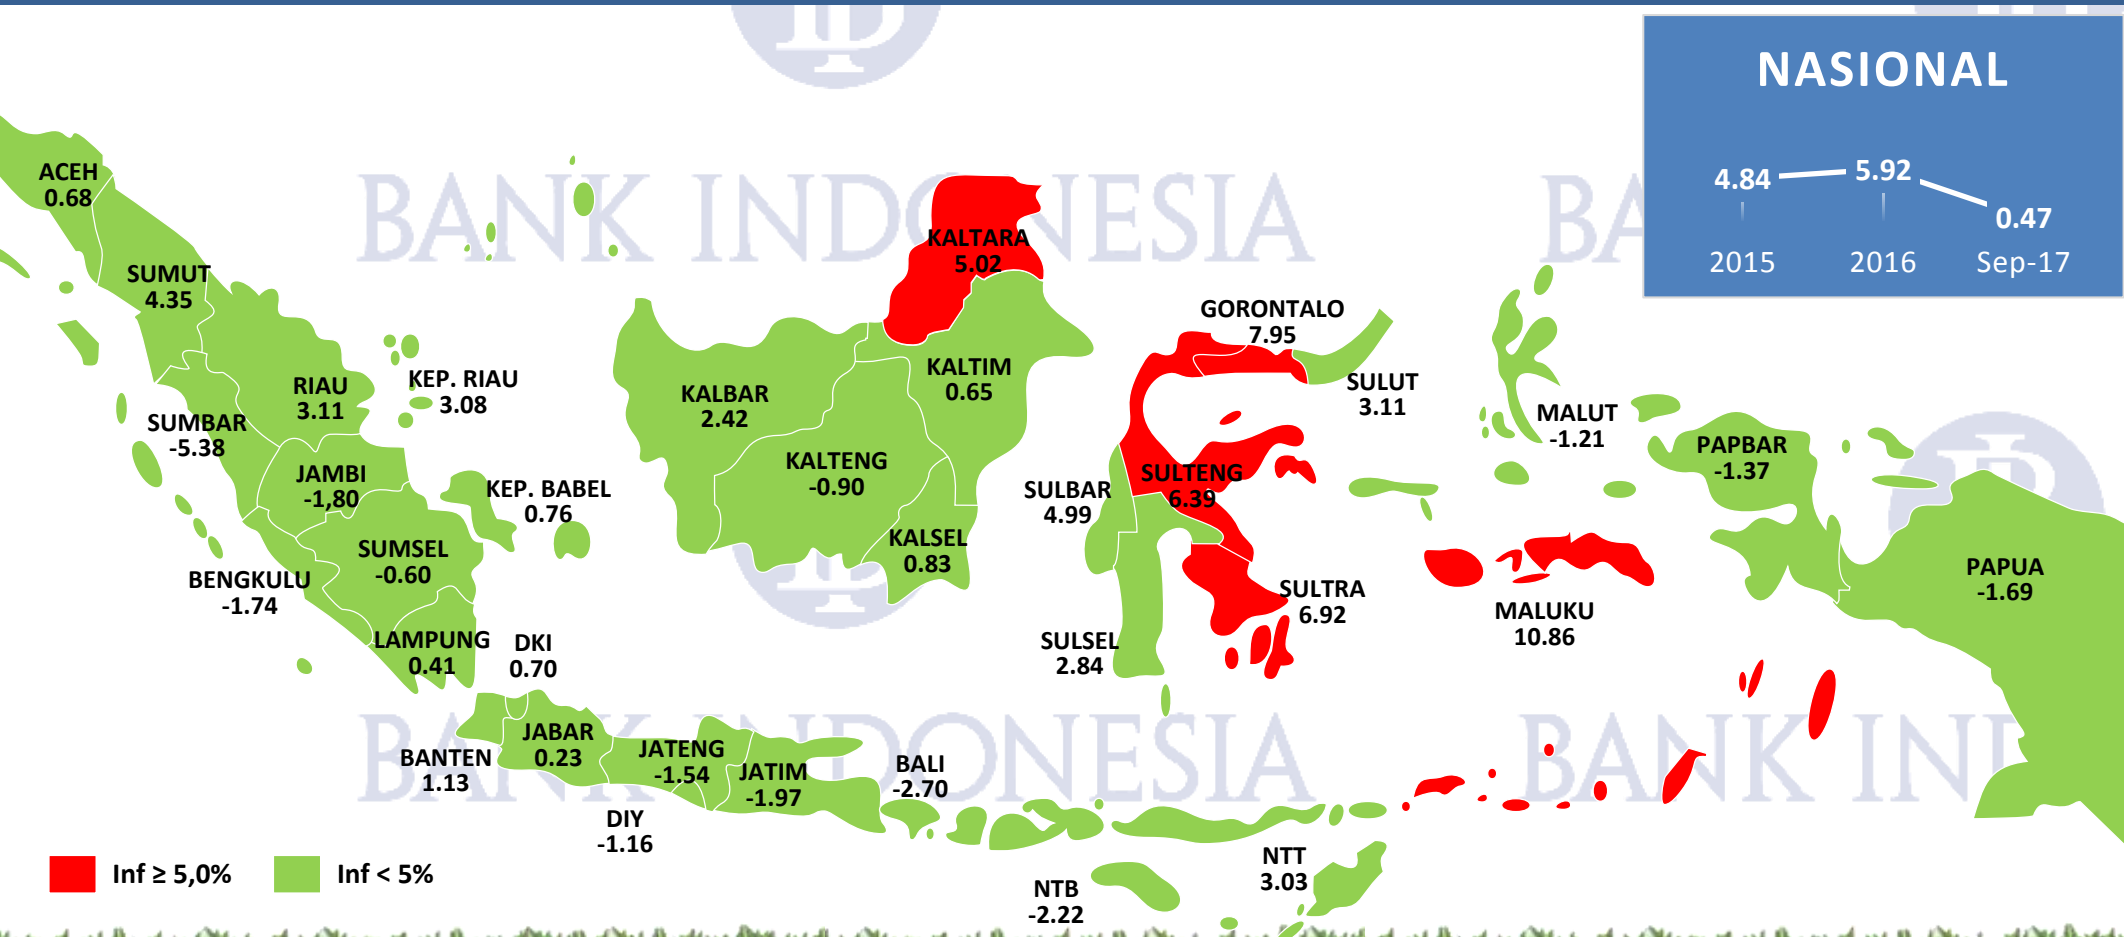 NASIONAL
4.84
5.92
0.47
2015
2016
Sep-17
BANK INDONESIA
BA
ACEH
0.68
SUMUT
4.35
KALTARA
5.02
GORONTALO
7.95
RIAU
3.11
KEP. RIAU
3.08
KALBAR
2.42
KALTIM
0.65
SULUT
3.11
MALUT
-1.21
SUMBAR
-5.38
JAMBI
-1,80
KEP. BABEL
0.76
KALTENG
-0.90
SULBAR
4.99
SULTENG
6.39
PAPBAR
-1.37
SUMSEL
-0.60
KALSEL
0.83
BENGKULU
-1.74
SULTRA
6.92
MALUKU
10.86
PAPUA
-1.69
LAMPUNG
0.41
DKI
0.70
SULSEL
2.84
BANK INDONESIA
BANK IND
BANTEN
1.13
JABAR
0.23
JATENG
-1.54
JATIM
-1.97
BALI
-2.70
DIY
-1.16
NTB
-2.22
NTT
3.03
Inf ≥ 5,0%
Inf < 5%